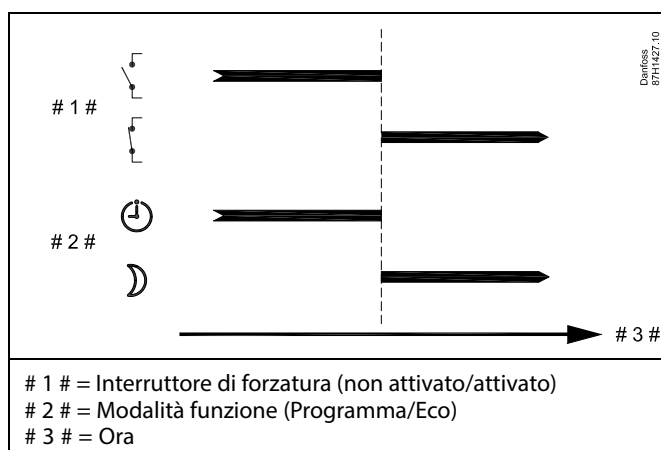 Danfoss
87H1427.10
# 1 #
# 2 #
# 3 #
# 1 # = Interruttore di forzatura (non attivato/attivato)
# 2 # = Modalità funzione (Programma/Eco)
# 3 # = Ora